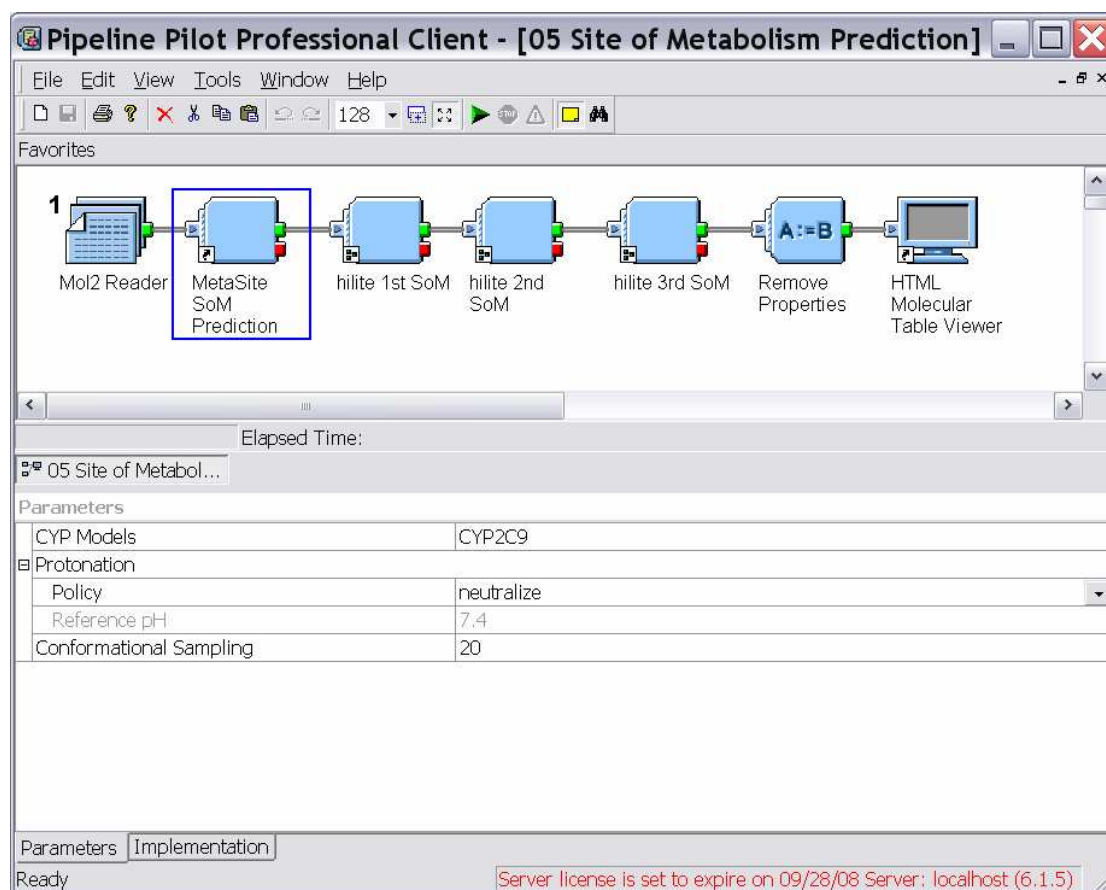 Pipeline Pilot Professional Client - [05 Site of Metabolism Prediction]
File Edit View Tools Window Help
128 STOP
Favorites
1
A:=B
Mol2 Reader
MetaSite SoM Prediction
hilite 1st SoM
hilite 2nd SoM
hilite 3rd SoM
Remove Properties
HTML Molecular Table Viewer
Elapsed Time:
05 Site of Metabol...
Parameters
CYP Models CYP2C9
Protonation
Policy neutralize
Reference pH 7.4
Conformational Sampling 20
Parameters Implementation
Ready Server license is set to expire on 09/28/08 Server: localhost (6.1.5)